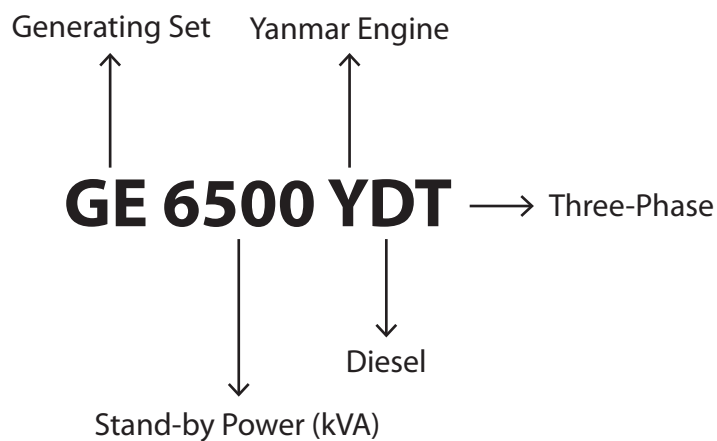 Generating Set Yanmar Engine
GE 6500 YDT Three-Phase
Diesel
Stand-by Power (kVA)